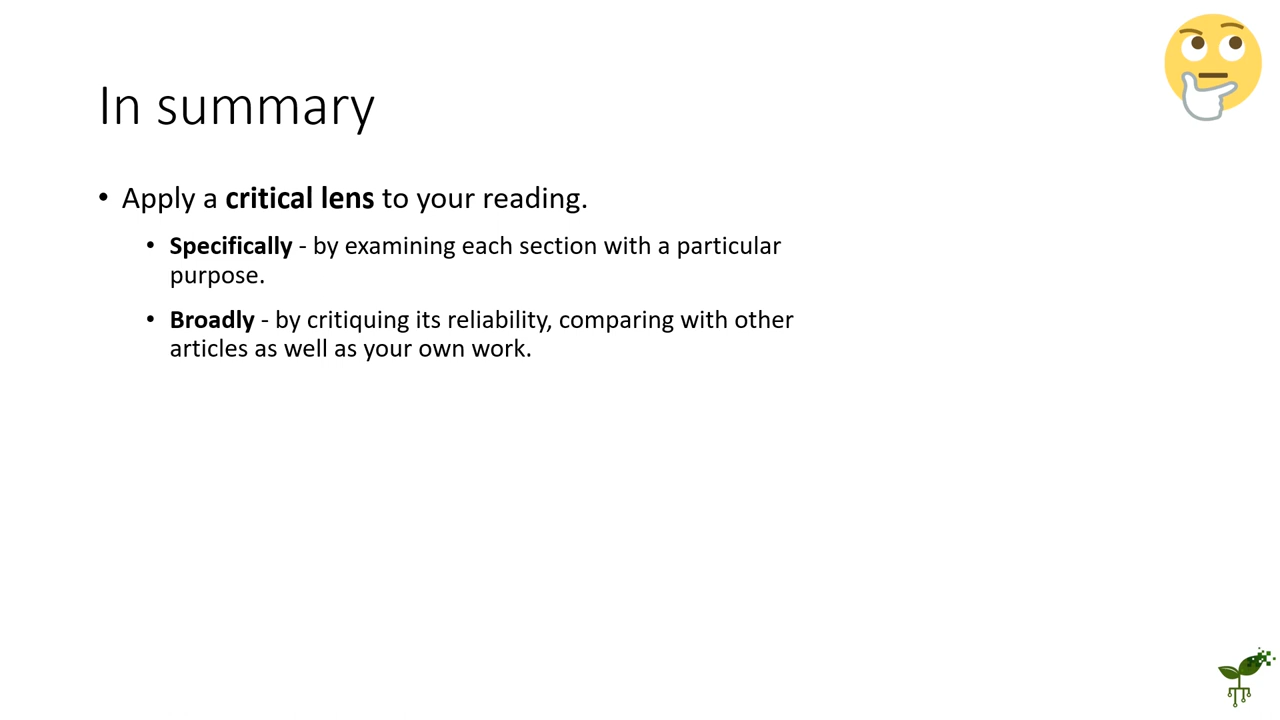 In summary
• Apply a critical lens to your reading.
• Specifically - by examining each section with a particular
purpose.
• Broadly - by critiquing its reliability, comparing with other
articles as well as your own work.